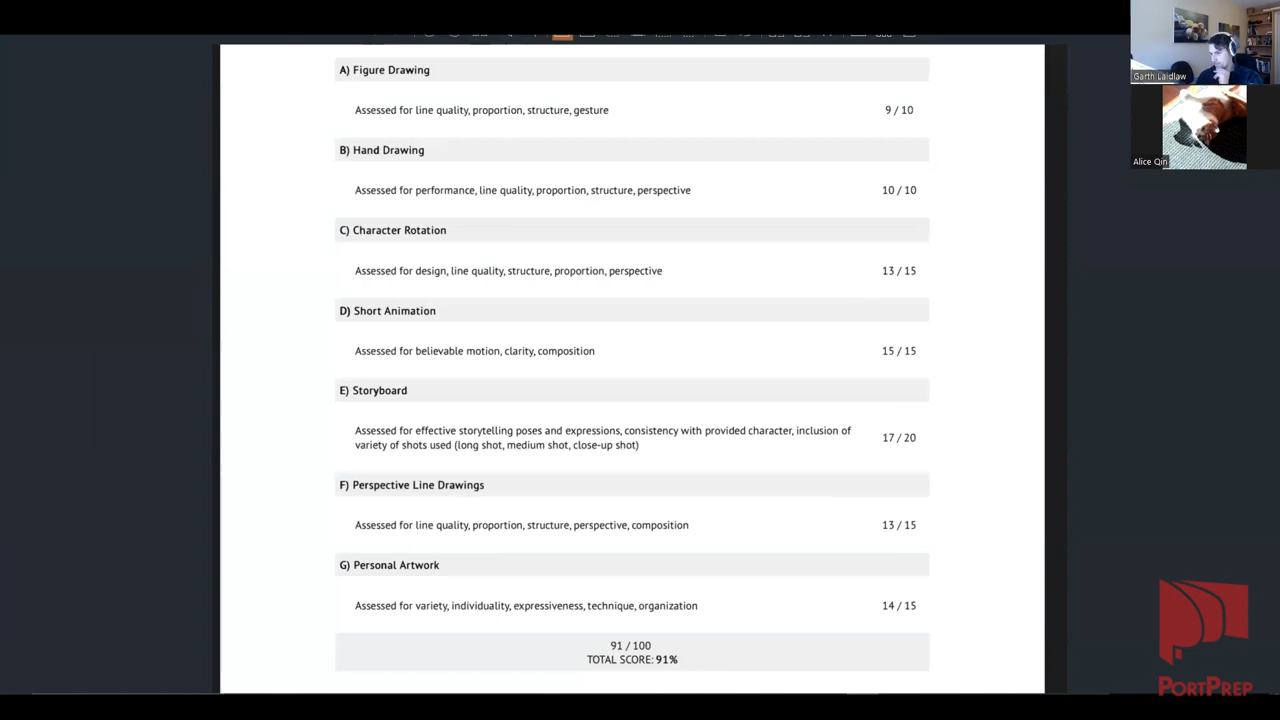 A) Figure Drawing
Assessed for line quality, proportion, structure, gesture 9 / 10
B) Hand Drawing
Assessed for performance, line quality, proportion, structure, perspective 10 / 10
C) Character Rotation
Assessed for design, line quality, structure, proportion, perspective 13 / 15
D) Short Animation
Assessed for believable motion, clarity, composition 15 / 15
E) Storyboard
Assessed for effective storytelling poses and expressions, consistency with provided character, inclusion of
variety of shots used (long shot, medium shot, close-up shot) 17 / 20
F) Perspective Line Drawings
Assessed for line quality, proportion, structure, perspective, composition 13 / 15
G) Personal Artwork
Assessed for variety, individuality, expressiveness, technique, organization 14 / 15
91 / 100
TOTAL SCORE: 91%
Garth Laidlaw
Alice Qin
PORTPREP